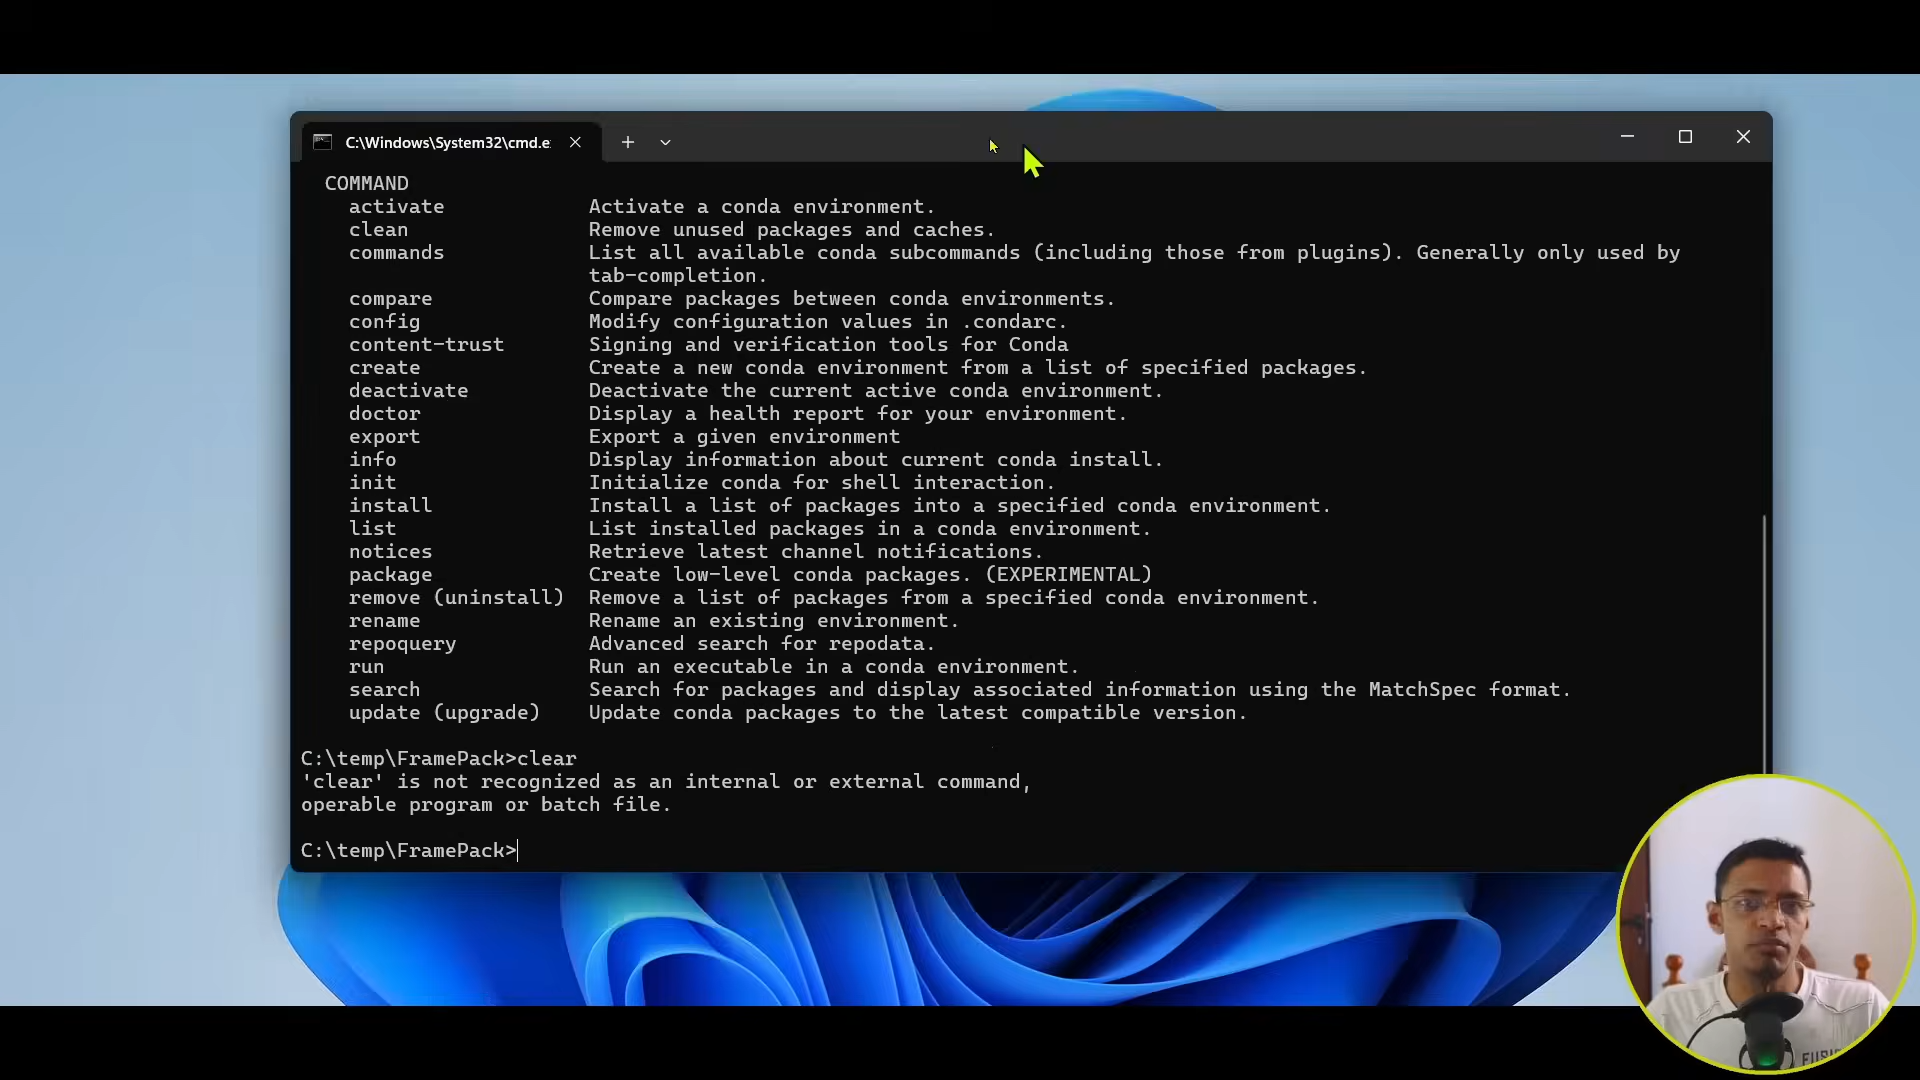 C:\Windows\System32\cmd.e
COMMAND
activate Activate a conda environment.
clean Remove unused packages and caches.
commands List all available conda subcommands (including those from plugins). Generally only used by
tab-completion.
compare Compare packages between conda environments.
config Modify configuration values in .condarc.
content-trust Signing and verification tools for Conda
create Create a new conda environment from a list of specified packages.
deactivate Deactivate the current active conda environment.
doctor Display a health report for your environment.
export Export a given environment
info Display information about current conda install.
init Initialize conda for shell interaction.
install Install a list of packages into a specified conda environment.
list List installed packages in a conda environment.
notices Retrieve latest channel notifications.
package Create low-level conda packages. (EXPERIMENTAL)
remove (uninstall) Remove a list of packages from a specified conda environment.
rename Rename an existing environment.
repoquery Advanced search for repodata.
run Run an executable in a conda environment.
search Search for packages and display associated information using the MatchSpec format.
update (upgrade) Update conda packages to the latest compatible version.
C:\temp\FramePack>clear
'clear' is not recognized as an internal or external command,
operable program or batch file.
C:\temp\FramePack>